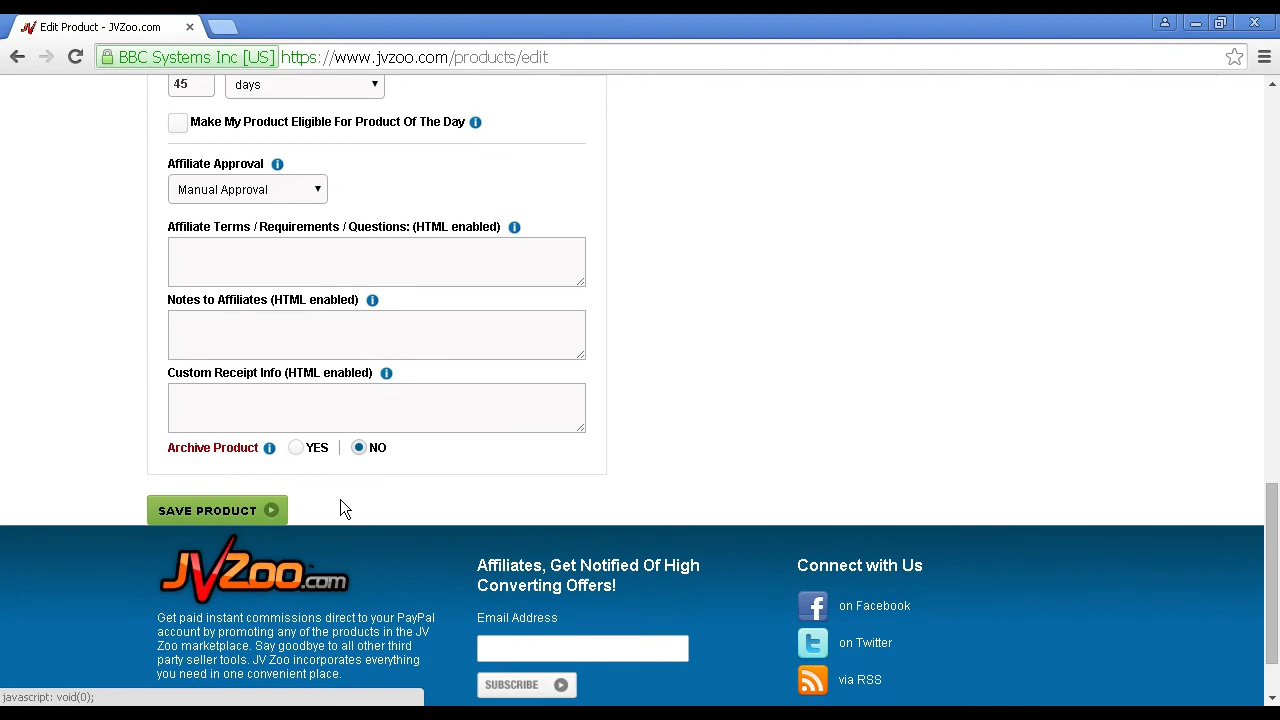 Edit Product - JVZoo.com
BBC Systems Inc [US] https://www.jvzoo.com/products/edit
45 days
Make My Product Eligible For Product Of The Day
Affiliate Approval
Manual Approval
Affiliate Terms / Requirements / Questions: (HTML enabled)
Notes to Affiliates (HTML enabled)
Custom Receipt Info (HTML enabled)
Archive Product YES | NO
SAVE PRODUCT
JVZoo.com
Get paid instant commissions direct to your PayPal
account by promoting any of the products in the JV
Zoo marketplace. Say goodbye to all other third
party seller tools. JV Zoo incorporates everything
you need in one convenient place.
Affiliates, Get Notified Of High
Converting Offers!
Email Address
SUBSCRIBE
Connect with Us
on Facebook
on Twitter
via RSS
javascript: void(0);